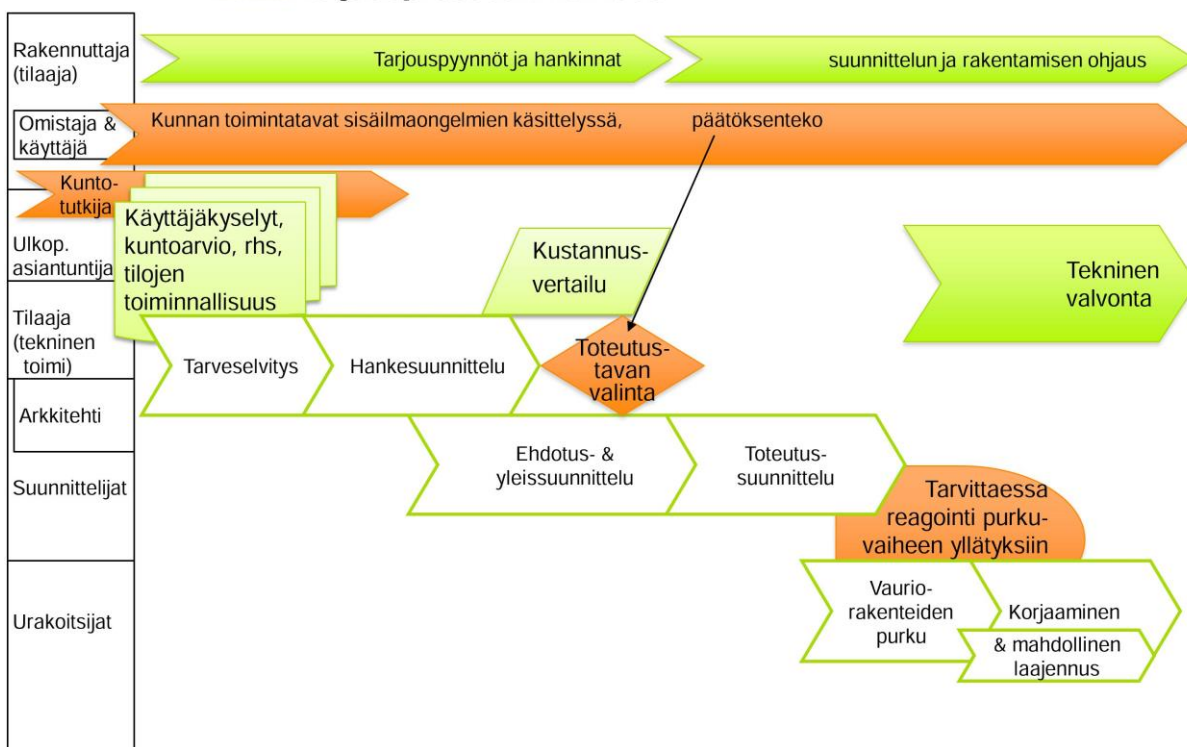 Rakennuttaja
(tilaaja)
Tarjouspyynnöt ja hankinnat
suunnittelun ja rakentamisen ohjaus
Omistaja &
käyttäjä
Kunnan toimintatavat sisäilmaongelmien käsittelyssä,
päätöksenteko
Kunto-
tutkija
Käyttäjäkyselyt,
kuntoarvio, rhs,
tilojen
toiminnallisuus
Ulkop.
asiantuntija
Kustannus-
vertailu
Tekninen
valvonta
Tilaaja
(tekninen
toimi)
Tarveselvitys
Hankesuunnittelu
Toteutus-
tavan
valinta
Arkkitehti
Ehdotus- &
yleissuunnittelu
Toteutus-
suunnittelu
Suunnittelijat
Tarvittaessa
reagointi purku-
vaiheen yllätyksiin
Urakoitsijat
Vaurio-
rakenteiden
purku
Korjaaminen
& mahdollinen
laajennus